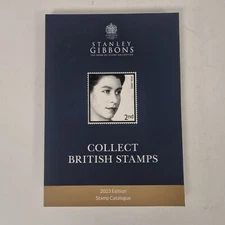 STANLEY
GIBBONS
2nd
COLLECT
BRITISH STAMPS
2023 Edition
Stamp Catalogue